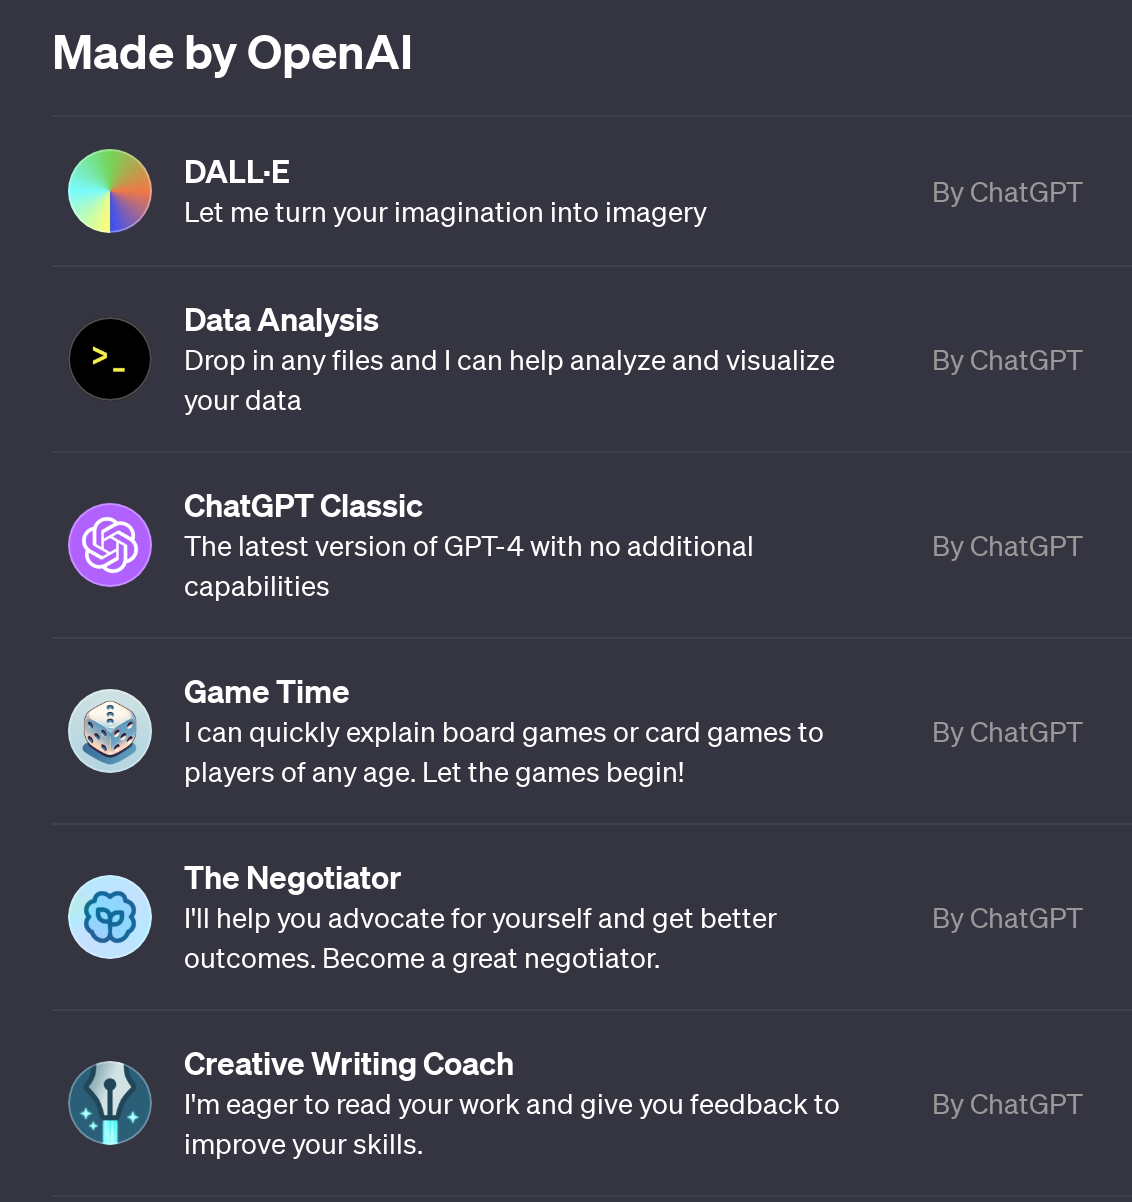 Made by OpenAI
DALL·E
Let me turn your imagination into imagery
By ChatGPT
>_
Data Analysis
Drop in any files and I can help analyze and visualize
your data
By ChatGPT
ChatGPT Classic
The latest version of GPT-4 with no additional
capabilities
By ChatGPT
Game Time
I can quickly explain board games or card games to
players of any age. Let the games begin!
By ChatGPT
The Negotiator
I'll help you advocate for yourself and get better
outcomes. Become a great negotiator.
By ChatGPT
Creative Writing Coach
I'm eager to read your work and give you feedback to
improve your skills.
By ChatGPT